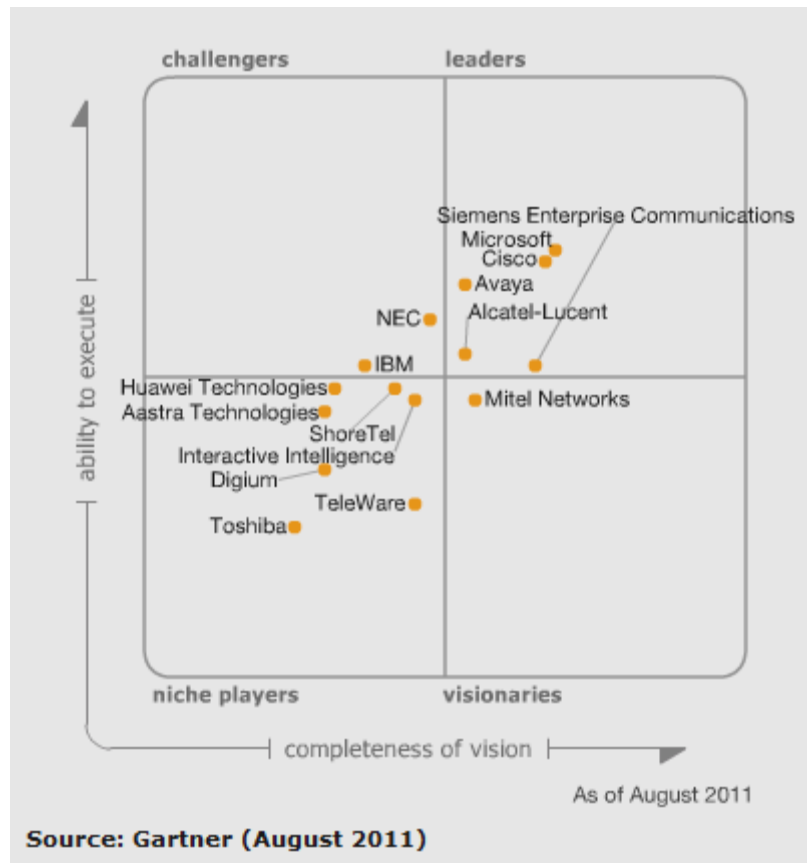 challengers
leaders
Siemens Enterprise Communications
Microsoft
Cisco
Avaya
Alcatel-Lucent
NEC
IBM
Huawei Technologies
Aastra Technologies
Mitel Networks
ShoreTel
Interactive Intelligence
Digium
TeleWare
Toshiba
ability to execute
niche players
visionaries
completeness of vision
As of August 2011
Source: Gartner (August 2011)